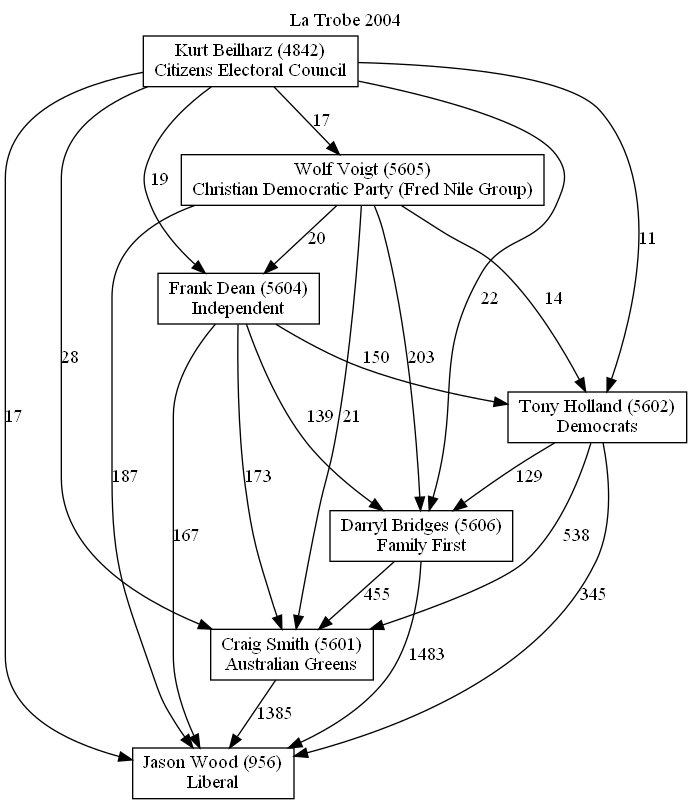 La Trobe 2004
Kurt Beilharz (4842)
Citizens Electoral Council
17
Wolf Voigt (5605)
Christian Democratic Party (Fred Nile Group)
19
20
11
Frank Dean (5604)
Independent
22
14
28
150
203
Tony Holland (5602)
Democrats
17
139
21
187
173
129
Darryl Bridges (5606)
Family First
167
538
455
345
Craig Smith (5601)
Australian Greens
1483
1385
Jason Wood (956)
Liberal